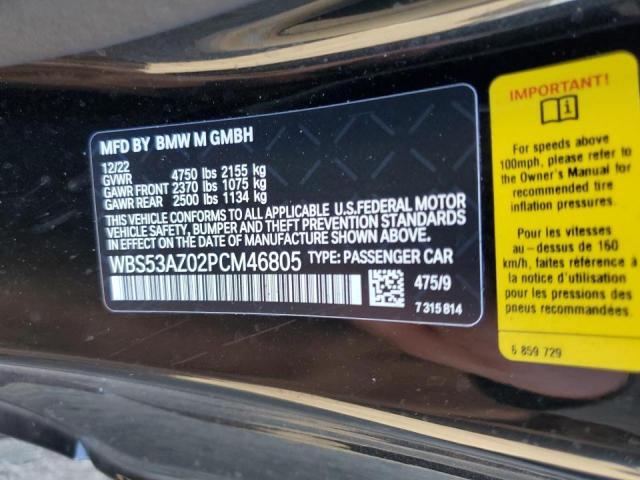 MFD BY BMW M GMBH
12/22
GVWR 4750 lbs 2155 kg
GAWR FRONT 2370 lbs 1075 kg
GAWR REAR 2500 lbs 1134 kg
THIS VEHICLE CONFORMS TO ALL APPLICABLE U.S.FEDERAL MOTOR
VEHICLE SAFETY, BUMPER AND THEFT PREVENTION STANDARDS
IN EFFECT ON THE DATE OF MANUFACTURE SHOWN ABOVE.
WBS53AZ02PCM46805 TYPE: PASSENGER CAR
475/9
7 315 814
IMPORTANT!
For speeds above
100mph, please refer to
the Owner's Manual for
recommended tire
inflation pressures.
Pour les vitesses au
-dessus de 160
km/h, faites référence à
la notice d'utilisation
pour les pressions des
pneus recommandées.
6 859 729